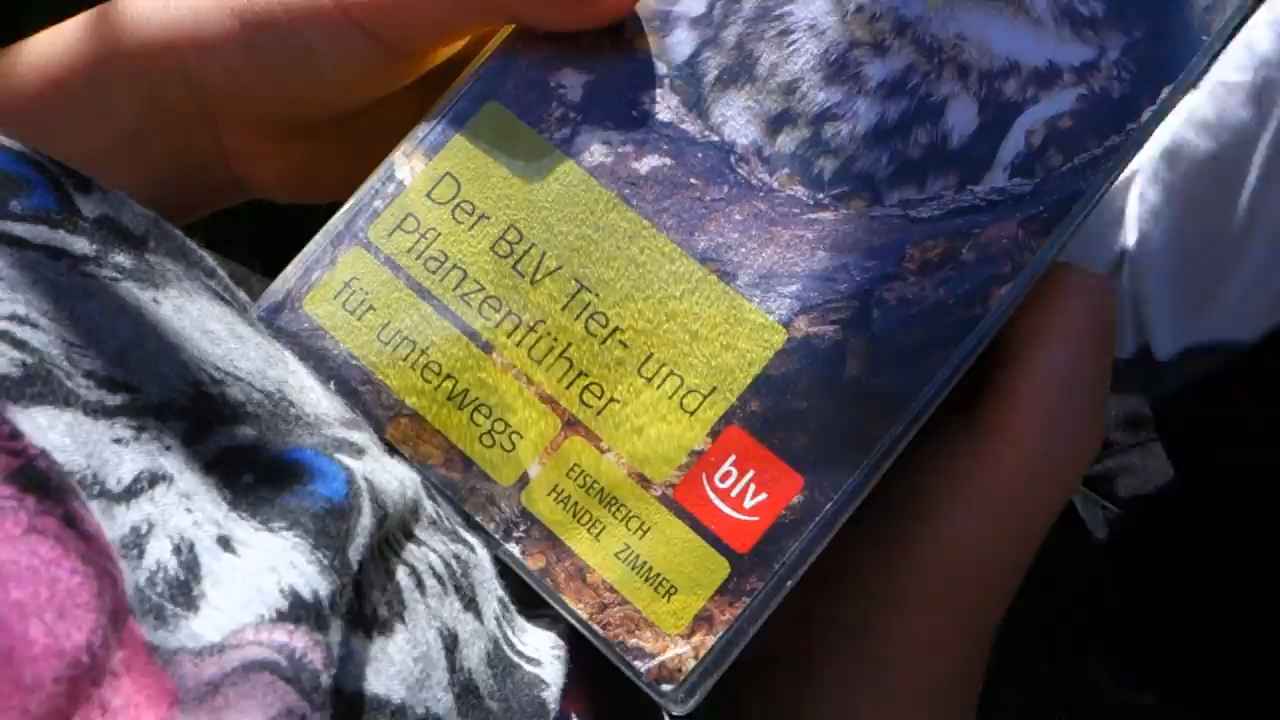 Der BLV Tier- und
Pflanzenführer
für unterwegs
EISENREICH
HANDEL ZIMMER
blv